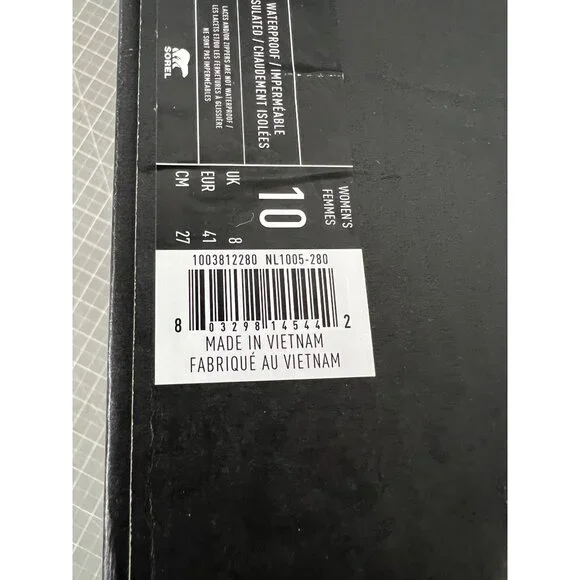 WATERPROOF / IMPERMÉABLE
SULATED / CHAUDEMENT ISOLÉES
LACES AND/OR ZIPPERS ARE NOT WATERPROOF /
LES LACETS ET/OU LES FERMETURES À GLISSIÈRE
NE SONT PAS IMPERMÉABLES
SOREL
WOMEN'S
FEMMES
10
UK 8
EUR 41
CM 27
1003812280 NL1005-280
8 03298 14544 2
MADE IN VIETNAM
FABRIQUÉ AU VIETNAM